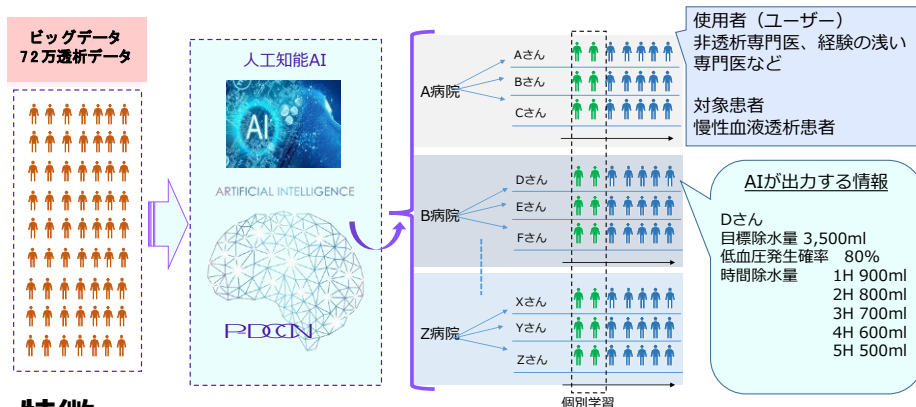 ビッグデータ
72万透析データ
人工知能AI
AI
ARTIFICIAL INTELLIGENCE
PDCCN
A病院
Aさん
Bさん
Cさん
B病院
Dさん
Eさん
Fさん
Z病院
Xさん
Yさん
Zさん
個別学習
使用者（ユーザー）
非透析専門医、経験の浅い
専門医など
対象患者
慢性血液透析患者
AIが出力する情報
Dさん
目標除水量 3,500ml
低血圧発生確率 80%
時間除水量 1H 900ml
2H 800ml
3H 700ml
4H 600ml
5H 500ml